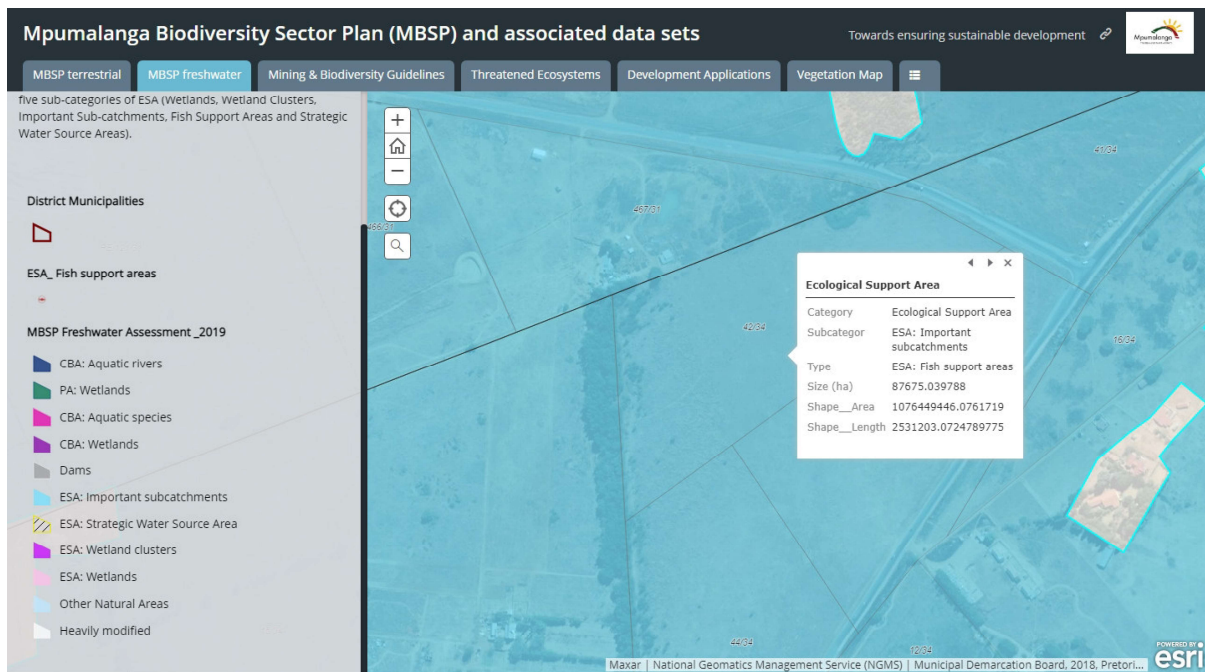 Mpumalanga Biodiversity Sector Plan (MBSP) and associated data sets
Towards ensuring sustainable development
Mpumalanga
MBSP terrestrial
MBSP freshwater
Mining & Biodiversity Guidelines
Threatened Ecosystems
Development Applications
Vegetation Map
five sub-categories of ESA (Wetlands, Wetland Clusters,
Important Sub-catchments, Fish Support Areas and Strategic
Water Source Areas).
District Municipalities
ESA_ Fish support areas
MBSP Freshwater Assessment _2019
CBA: Aquatic rivers
PA: Wetlands
CBA: Aquatic species
CBA: Wetlands
Dams
ESA: Important subcatchments
ESA: Strategic Water Source Area
ESA: Wetland clusters
ESA: Wetlands
Other Natural Areas
Heavily modified
41/34
467/31
466/31
42/34
16/34
44/34
12/34
Ecological Support Area
Category Ecological Support Area
Subcategor ESA: Important
subcatchments
Type ESA: Fish support areas
Size (ha) 87675.039788
Shape__Area 1076449446.0761719
Shape__Length 2531203.0724789775
Maxar | National Geomatics Management Service (NGMS) | Municipal Demarcation Board, 2018, Pretori...
POWERED BY
esri